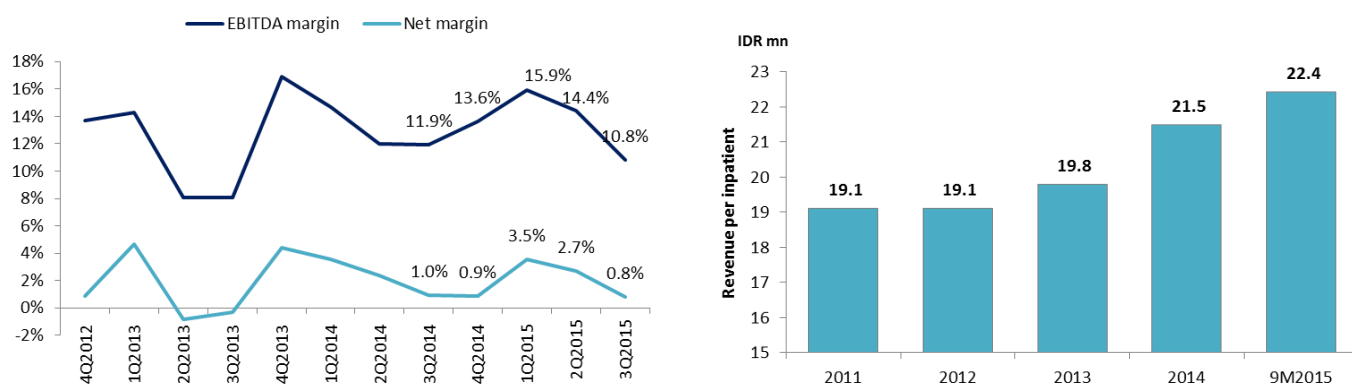 EBITDA margin
Net margin
18%
16%
14%
12%
10%
8%
6%
4%
2%
0%
-2%
11.9%
13.6%
15.9%
14.4%
10.8%
1.0%
0.9%
3.5%
2.7%
0.8%
4Q2012
1Q2013
2Q2013
3Q2013
4Q2013
1Q2014
2Q2014
3Q2014
4Q2014
1Q2015
2Q2015
3Q2015
IDR mn
Revenue per inpatient
23
22
21
20
19
18
17
16
15
19.1
19.1
19.8
21.5
22.4
2011
2012
2013
2014
9M2015